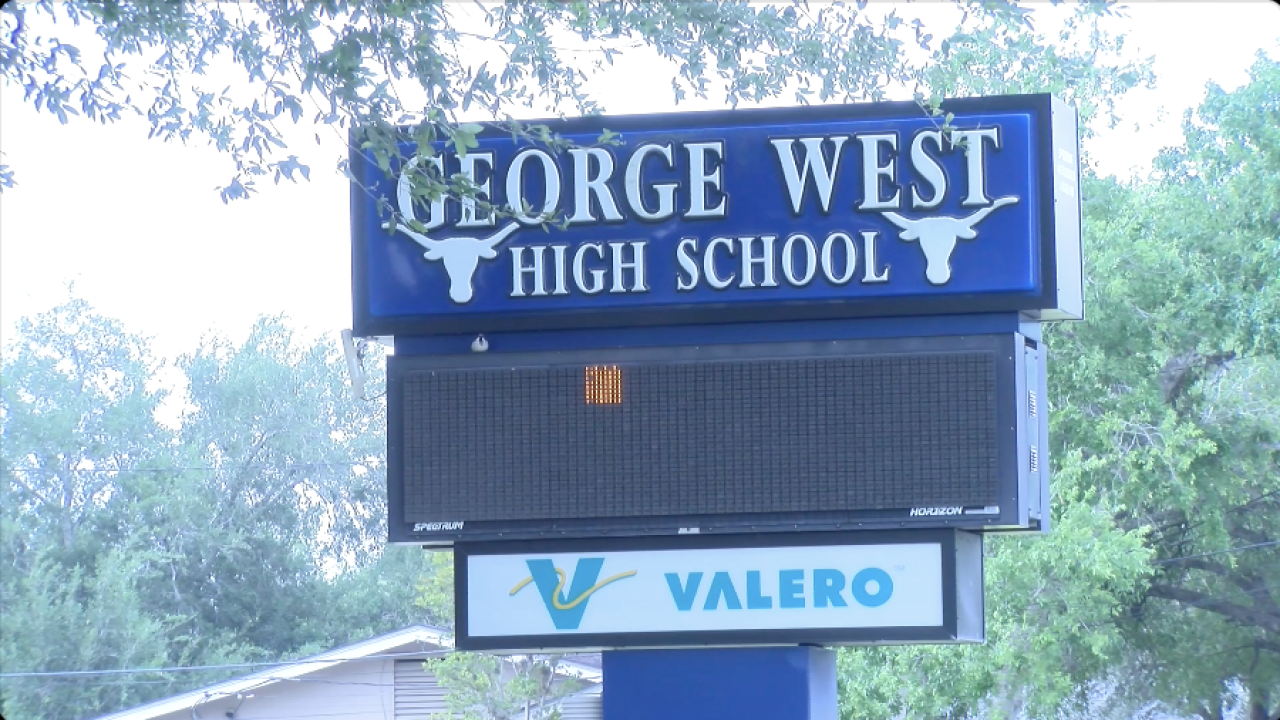 GEORGE WEST
HIGH SCHOOL
SPECTRUM
HORIZON
VALERO